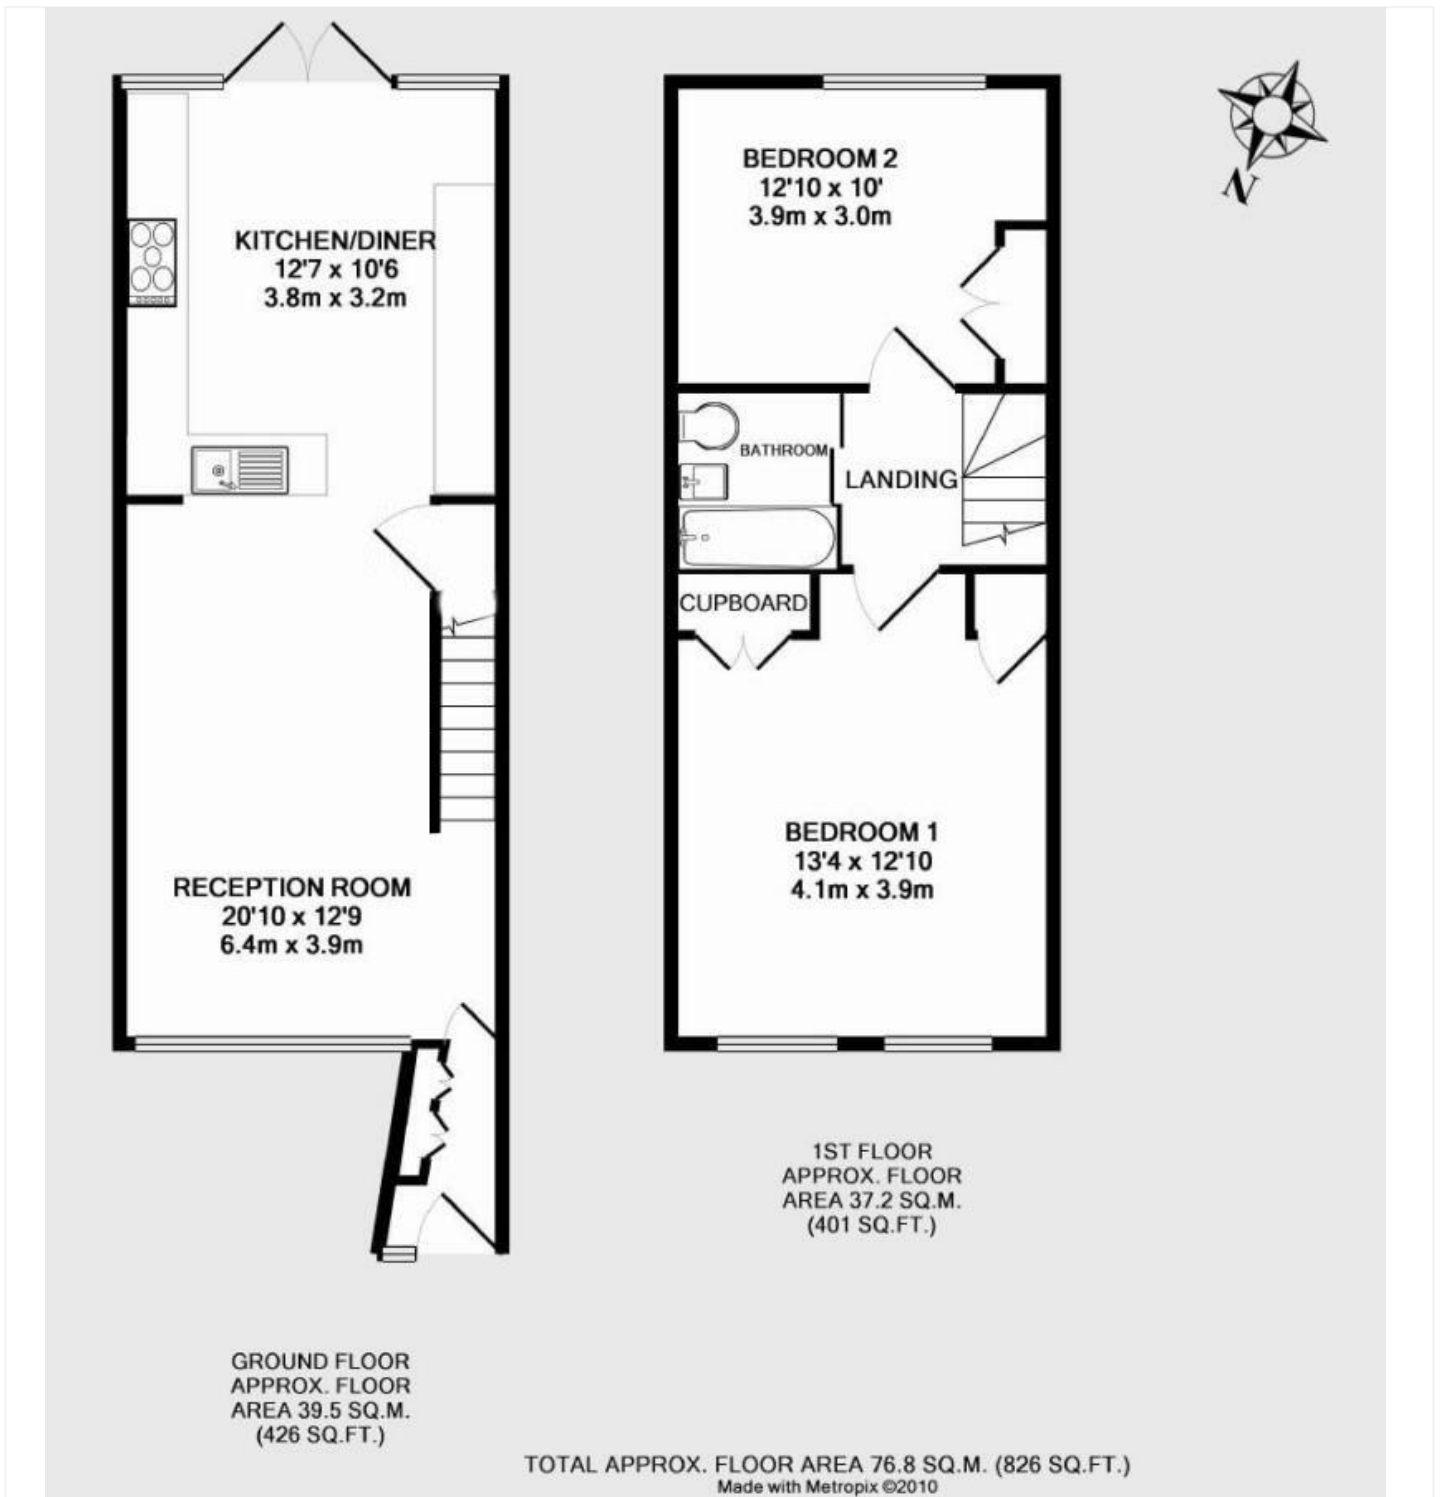 KITCHEN/DINER
12'7 x 10'6
3.8m x 3.2m
RECEPTION ROOM
20'10 x 12'9
6.4m x 3.9m
GROUND FLOOR
APPROX. FLOOR
AREA 39.5 SQ.M.
(426 SQ.FT.)
BEDROOM 2
12'10 x 10'
3.9m x 3.0m
BATHROOM
LANDING
CUPBOARD
BEDROOM 1
13'4 x 12'10
4.1m x 3.9m
1ST FLOOR
APPROX. FLOOR
AREA 37.2 SQ.M.
(401 SQ.FT.)
N
TOTAL APPROX. FLOOR AREA 76.8 SQ.M. (826 SQ.FT.)
Made with Metropix ©2010